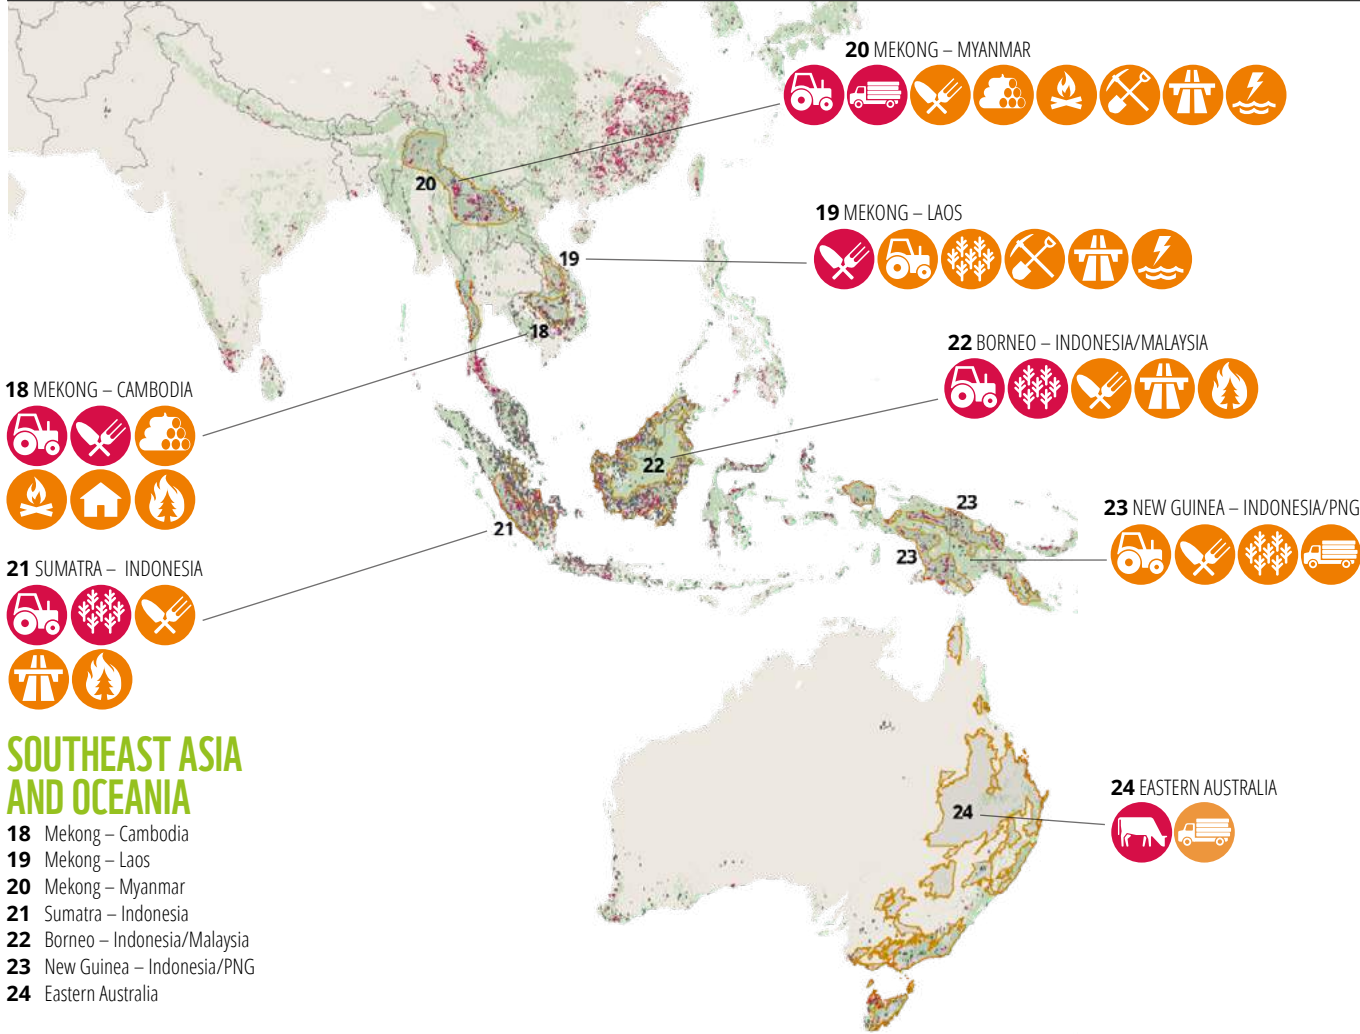 20 MEKONG – MYANMAR
20
19 MEKONG – LAOS
19
18
22 BORNEO – INDONESIA/MALAYSIA
18 MEKONG – CAMBODIA
22
23
23 NEW GUINEA – INDONESIA/PNG
21
23
21 SUMATRA – INDONESIA
SOUTHEAST ASIA
AND OCEANIA
24 EASTERN AUSTRALIA
24
18 Mekong – Cambodia
19 Mekong – Laos
20 Mekong – Myanmar
21 Sumatra – Indonesia
22 Borneo – Indonesia/Malaysia
23 New Guinea – Indonesia/PNG
24 Eastern Australia